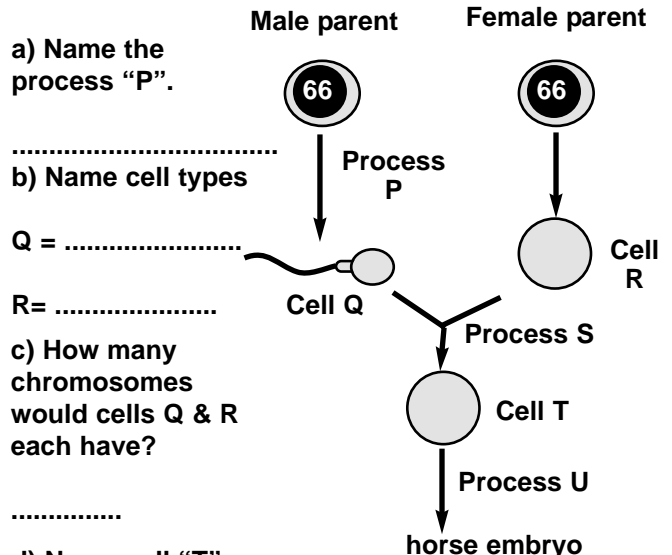 Male parent
Female parent
a) Name the
process “P”.
66
66
..................................
Process
P
b) Name cell types
Q = ........................
Cell
R
R= ......................
Cell Q
Process S
c) How many
chromosomes
would cells Q & R
each have?
Cell T
Process U
...............
horse embryo